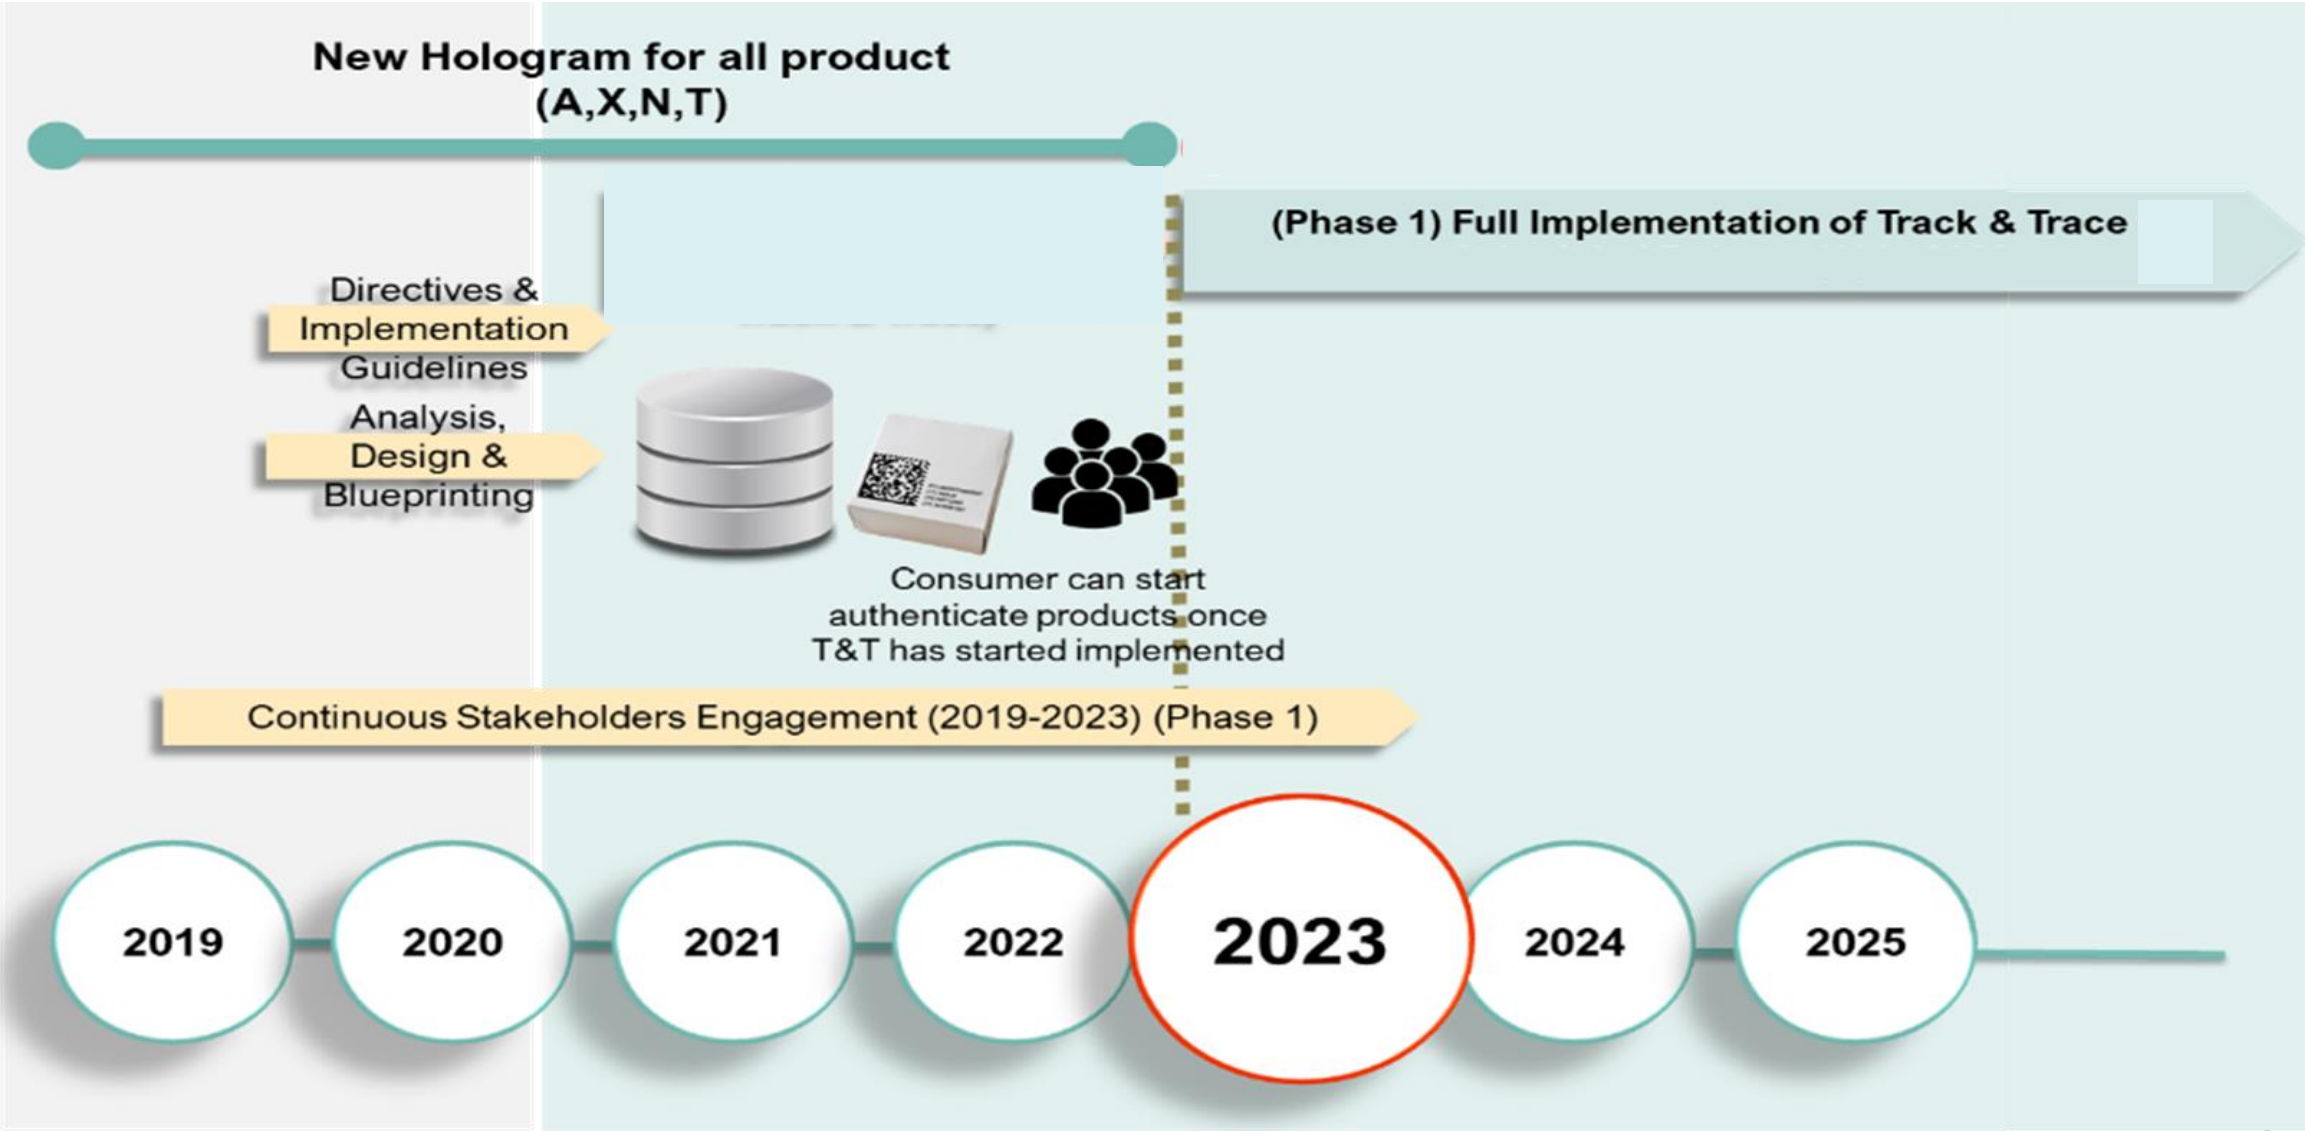 New Hologram for all product
(A,X,N,T)
(Phase 1) Full Implementation of Track & Trace
Directives &
Implementation
Guidelines
Analysis,
Design &
Blueprinting
Consumer can start
authenticate products once
T&T has started implemented
Continuous Stakeholders Engagement (2019-2023) (Phase 1)
2019
2020
2021
2022
2023
2024
2025